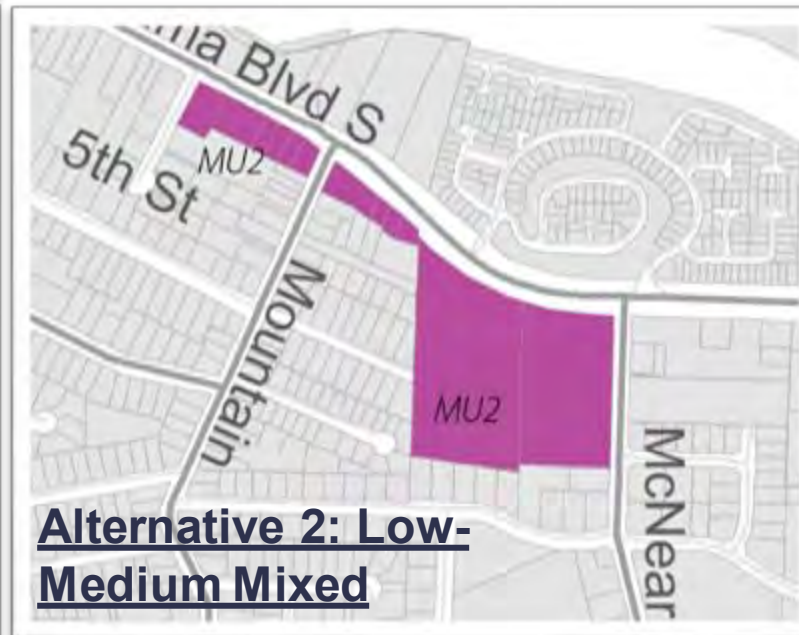 Blvd S
5th St
MU2
Mountain
MU2
McNear
Alternative 2: Low-
Medium Mixed